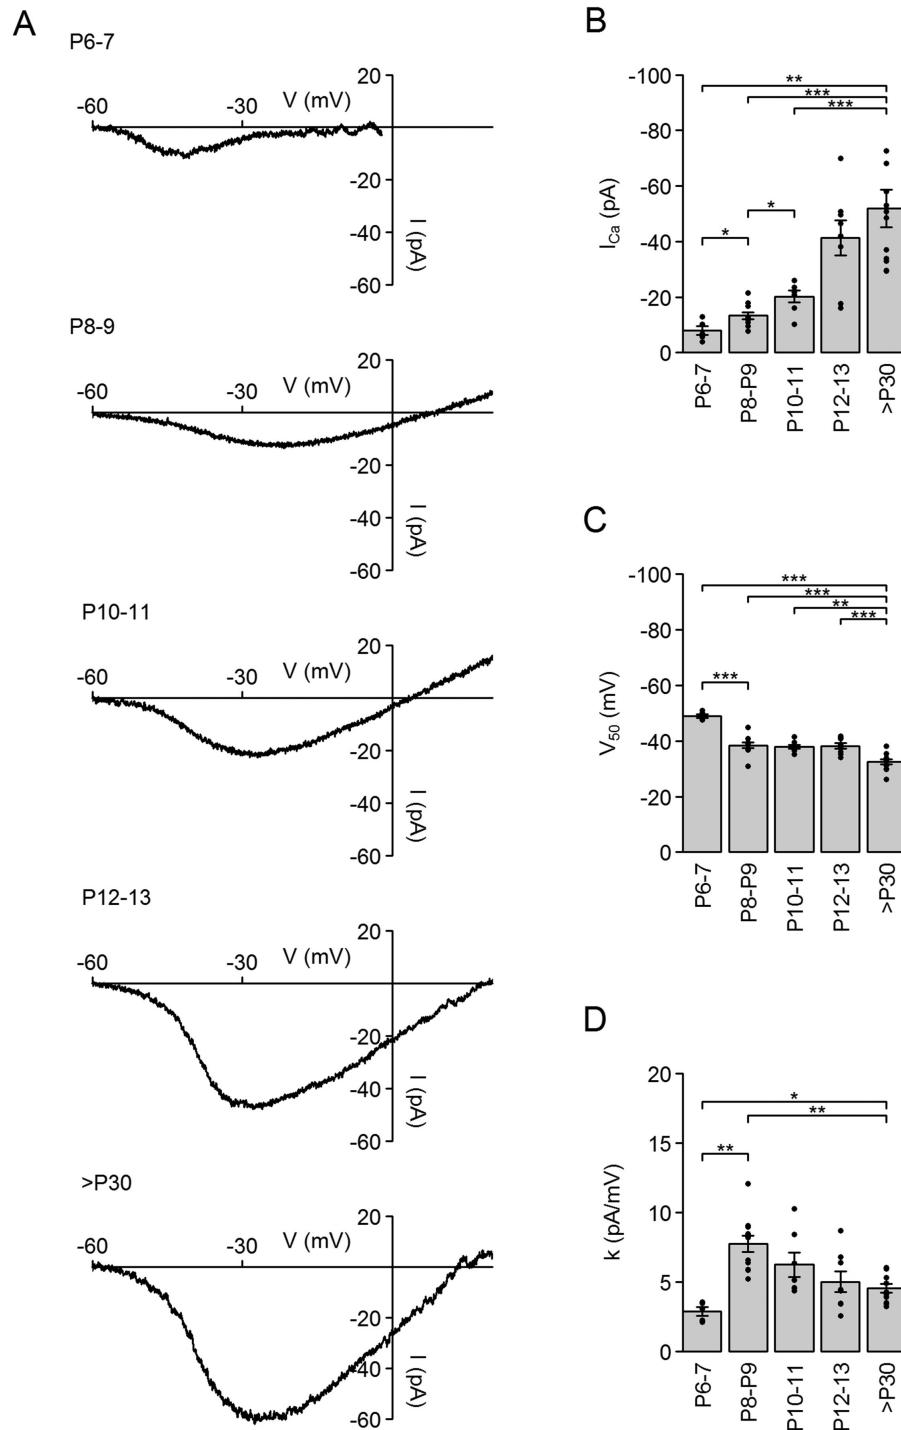 A
P6-7
20
-60
-30
V (mV)
-20
-40
-60
I (pA)
P8-9
20
-60
-30
V (mV)
-20
-40
-60
I (pA)
P10-11
20
-60
-30
V (mV)
-20
-40
-60
I (pA)
P12-13
20
-60
-30
V (mV)
-20
-40
-60
I (pA)
>P30
20
-60
-30
V (mV)
-20
-40
-60
I (pA)
B
-100
-80
-60
-40
-20
0
ICa (pA)
**
***
***
*
*
P6-7
P8-P9
P10-11
P12-13
>P30
C
-100
-80
-60
-40
-20
0
V50 (mV)
***
***
**
***
***
P6-7
P8-P9
P10-11
P12-13
>P30
D
20
15
10
5
0
k (pA/mV)
*
**
**
P6-7
P8-P9
P10-11
P12-13
>P30